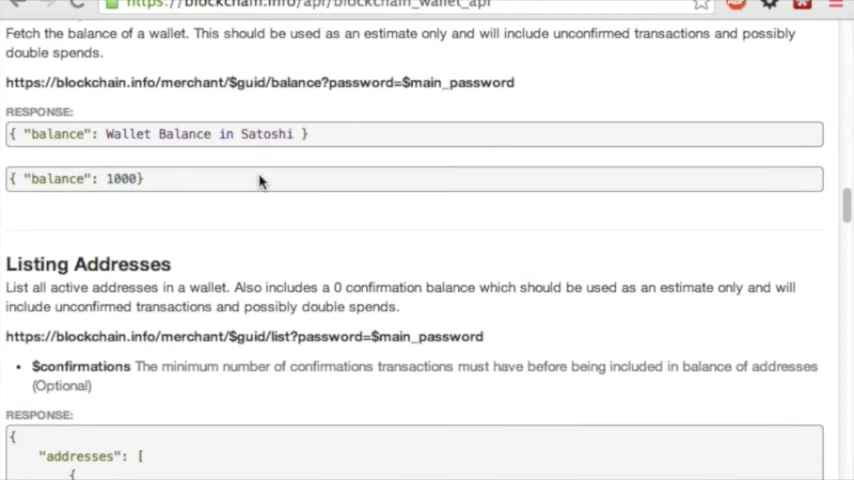 https://blockchain.info/api/blockchain_wallet_api
Fetch the balance of a wallet. This should be used as an estimate only and will include unconfirmed transactions and possibly
double spends.
https://blockchain.info/merchant/$guid/balance?password=$main_password
RESPONSE:
{ "balance": Wallet Balance in Satoshi }
{ "balance": 1000}
Listing Addresses
List all active addresses in a wallet. Also includes a 0 confirmation balance which should be used as an estimate only and will
include unconfirmed transactions and possibly double spends.
https://blockchain.info/merchant/$guid/list?password=$main_password
• $confirmations The minimum number of confirmations transactions must have before being included in balance of addresses
(Optional)
RESPONSE:
{
"addresses": [
{